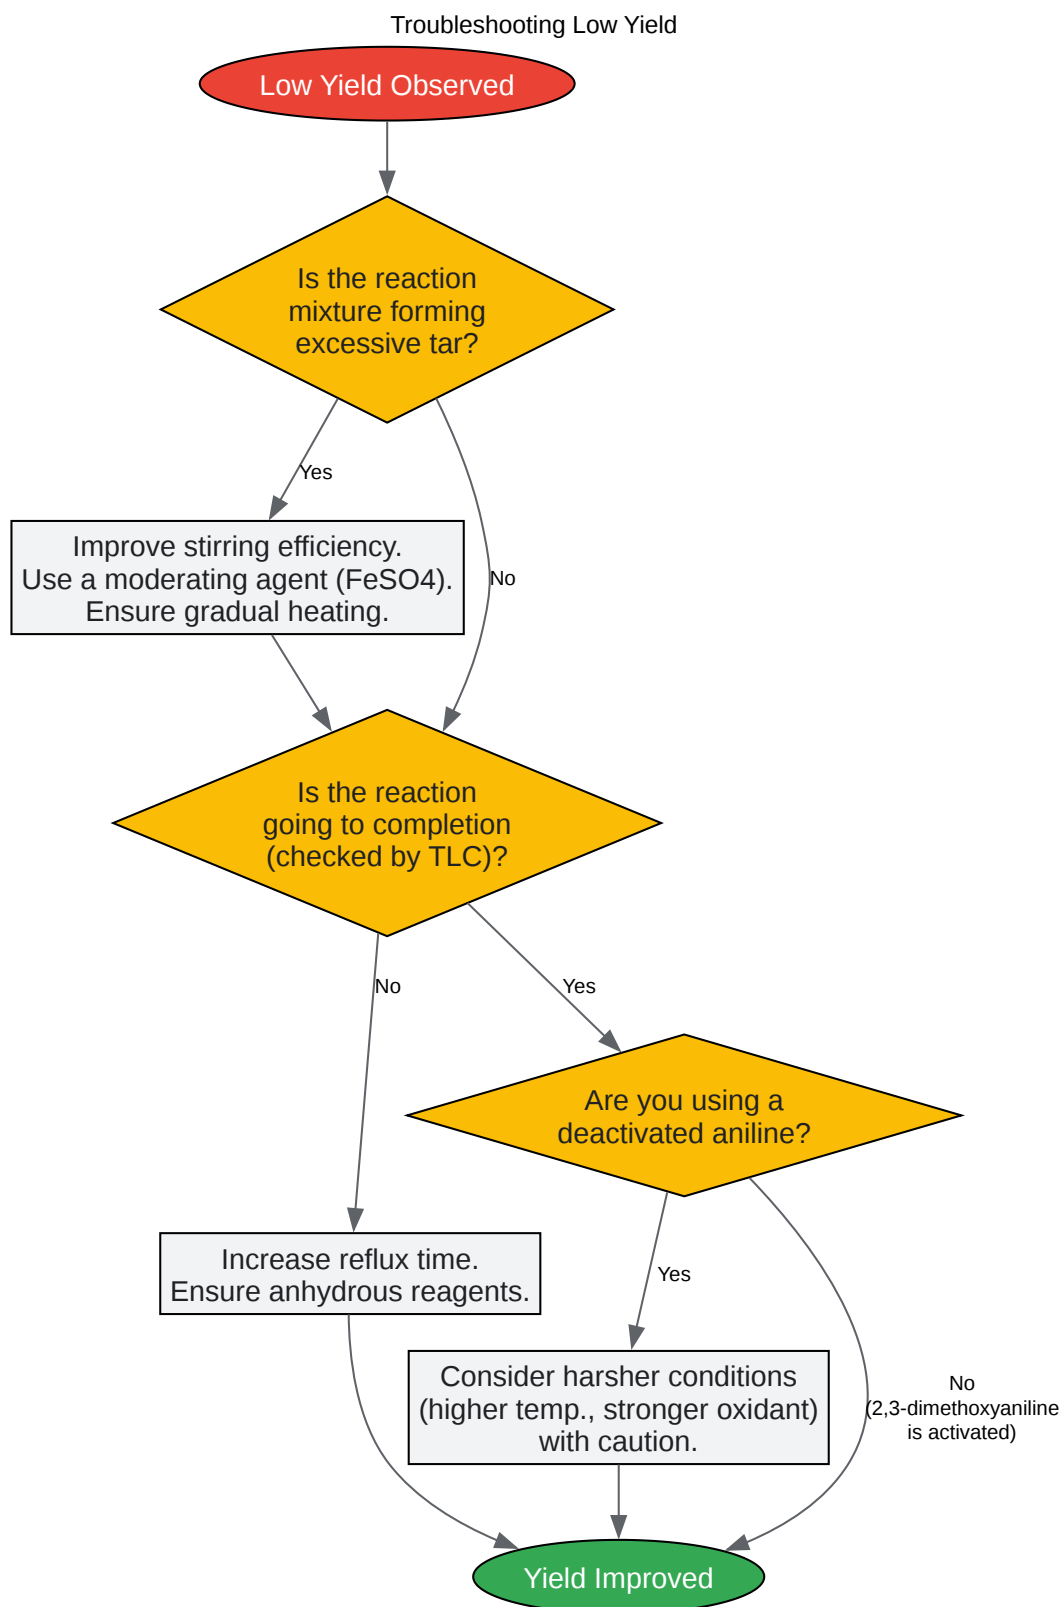 Troubleshooting Low Yield
Low Yield Observed
Is the reaction
mixture forming
excessive tar?
Yes
Improve stirring efficiency.
Use a moderating agent (FeSO4).
Ensure gradual heating.
No
Is the reaction
going to completion
(checked by TLC)?
No
Yes
Are you using a
deactivated aniline?
Increase reflux time.
Ensure anhydrous reagents.
Yes
Consider harsher conditions
(higher temp., stronger oxidant)
with caution.
No
(2,3-dimethoxyaniline
is activated)
Yield Improved